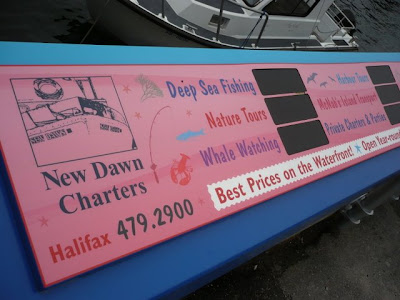 New Dawn
Charters
Halifax 479.2900
Deep Sea Fishing
Nature Tours
Whale Watching
Harbour Tours
McNab's Island Transport
Private Charters & Parties
Best Prices on the Waterfront!
Open Year-roun